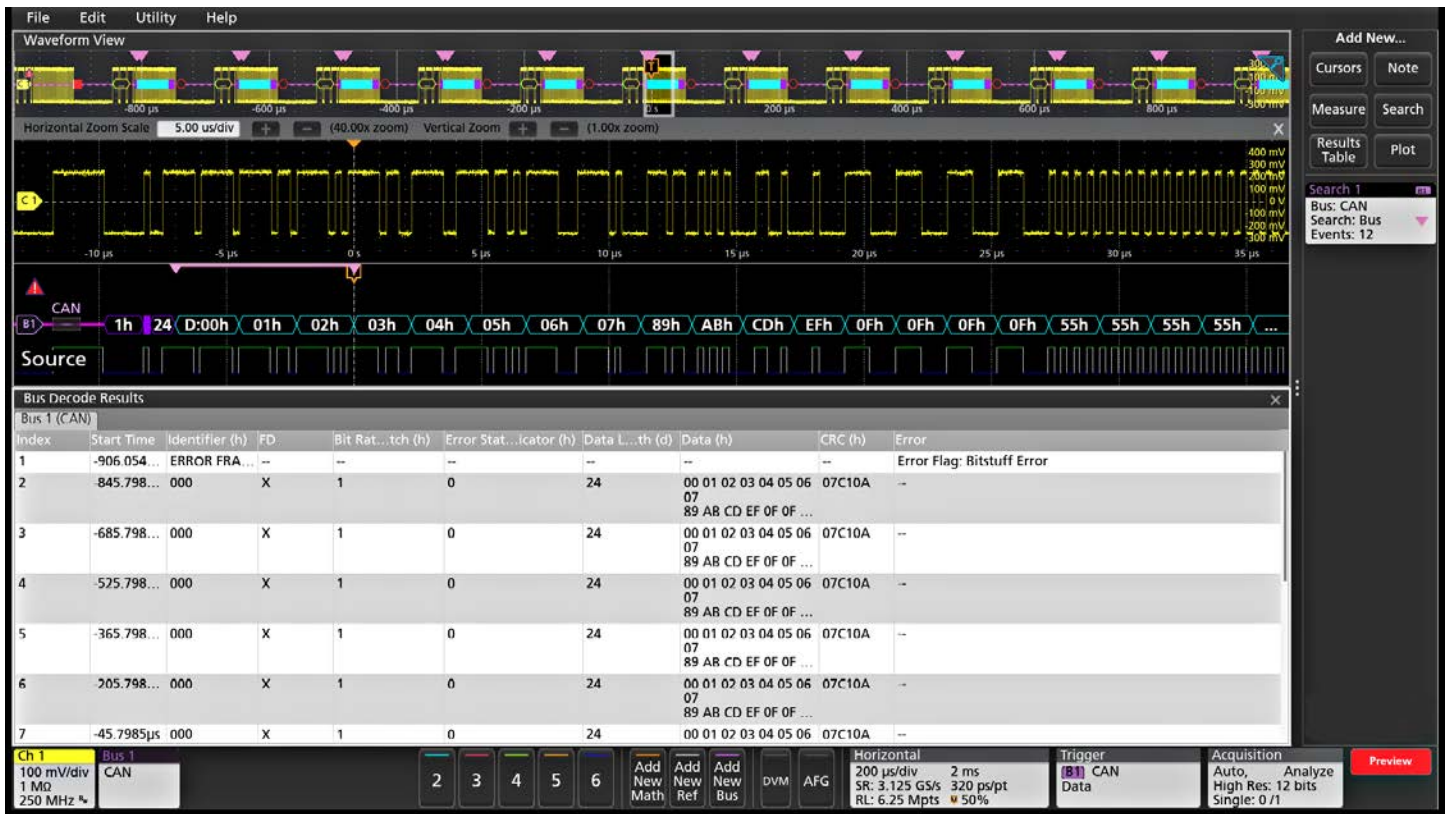 File Edit Utility Help
Waveform View
Add New...
Cursors Note
Measure Search
Results Table Plot
Search 1 B1
Bus: CAN
Search: Bus
Events: 12
T
-800 µs -600 µs -400 µs -200 µs 0 s 200 µs 400 µs 600 µs 800 µs
Horizontal Zoom Scale 5.00 us/div + - (40.00x zoom) Vertical Zoom + - (1.00x zoom) X
400 mV
300 mV
200 mV
100 mV
0 V
-100 mV
-200 mV
-300 mV
C 1
-10 µs -5 µs 0 s 5 µs 10 µs 15 µs 20 µs 25 µs 30 µs 35 µs
CAN
B1 1h 24 D:00h 01h 02h 03h 04h 05h 06h 07h 89h ABh CDh EFh 0Fh 0Fh 0Fh 0Fh 55h 55h 55h 55h ...
Source
Bus Decode Results X
Bus 1 (CAN)
Index Start Time Identifier (h) FD Bit Rat...tch (h) Error Stat...icator (h) Data L...th (d) Data (h) CRC (h) Error
1 -906.054... ERROR FRA... -- -- -- -- -- -- Error Flag: Bitstuff Error
2 -845.798... 000 X 1 0 24 00 01 02 03 04 05 06 07C10A --
07
89 AB CD EF 0F 0F ...
3 -685.798... 000 X 1 0 24 00 01 02 03 04 05 06 07C10A --
07
89 AB CD EF 0F 0F ...
4 -525.798... 000 X 1 0 24 00 01 02 03 04 05 06 07C10A --
07
89 AB CD EF 0F 0F ...
5 -365.798... 000 X 1 0 24 00 01 02 03 04 05 06 07C10A --
07
89 AB CD EF 0F 0F ...
6 -205.798... 000 X 1 0 24 00 01 02 03 04 05 06 07C10A --
07
89 AB CD EF 0F 0F ...
7 -45.7985µs 000 X 1 0 24 00 01 02 03 04 05 06 07C10A --
Ch 1
100 mV/div
1 MΩ
250 MHz
Bus 1
CAN
2 3 4 5 6
Add New Math
Add New Ref
Add New Bus
DVM AFG
Horizontal
200 µs/div 2 ms
SR: 3.125 GS/s 320 ps/pt
RL: 6.25 Mpts 50%
Trigger
B1 CAN
Data
Acquisition
Auto, Analyze
High Res: 12 bits
Single: 0 /1
Preview